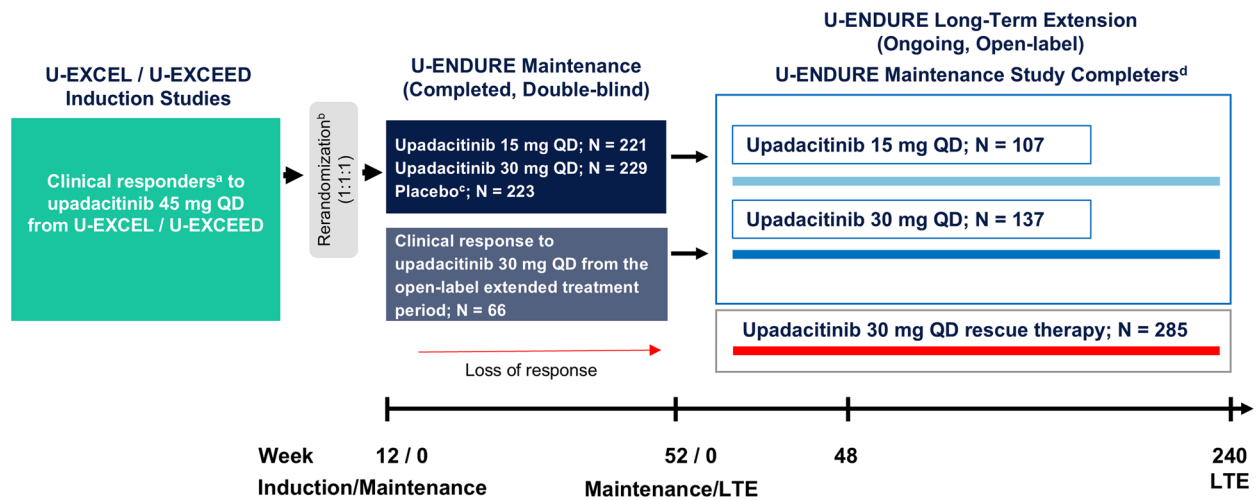 U-EXCEL / U-EXCEED
Induction Studies
Clinical respondersᵃ to
upadacitinib 45 mg QD
from U-EXCEL / U-EXCEED
Rerandomizationᵇ
(1:1:1)
U-ENDURE Maintenance
(Completed, Double-blind)
Upadacitinib 15 mg QD; N = 221
Upadacitinib 30 mg QD; N = 229
Placeboᶜ; N = 223
Clinical response to
upadacitinib 30 mg QD from the
open-label extended treatment
period; N = 66
Loss of response
U-ENDURE Long-Term Extension
(Ongoing, Open-label)
U-ENDURE Maintenance Study Completersᵈ
Upadacitinib 15 mg QD; N = 107
Upadacitinib 30 mg QD; N = 137
Upadacitinib 30 mg QD rescue therapy; N = 285
Week 12 / 0 52 / 0 48 240
Induction/Maintenance Maintenance/LTE LTE